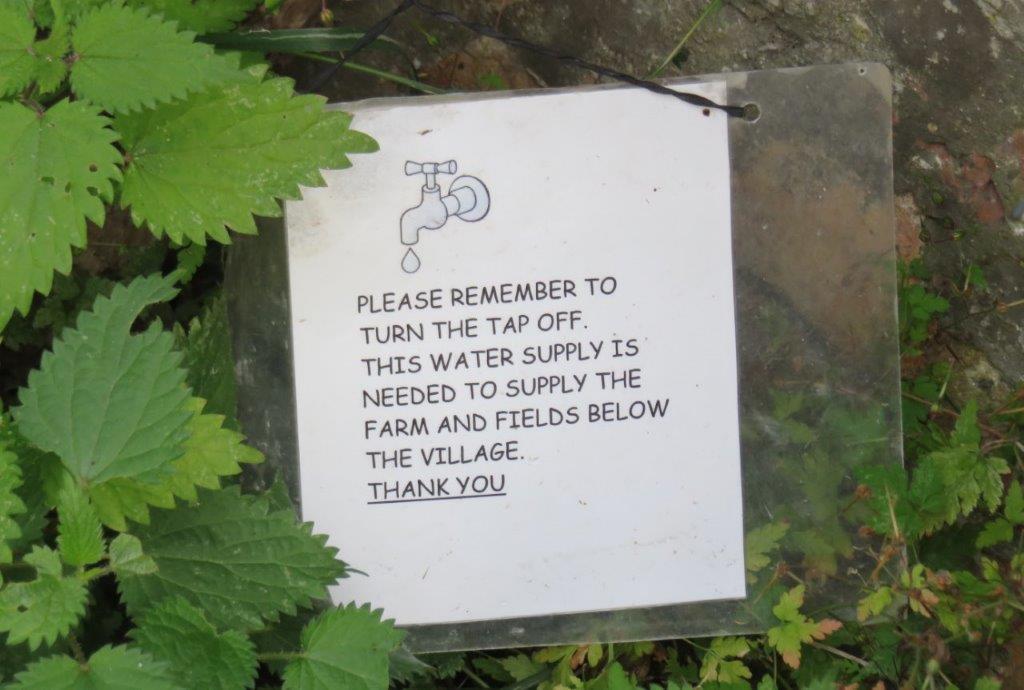 PLEASE REMEMBER TO
TURN THE TAP OFF.
THIS WATER SUPPLY IS
NEEDED TO SUPPLY THE
FARM AND FIELDS BELOW
THE VILLAGE.
THANK YOU